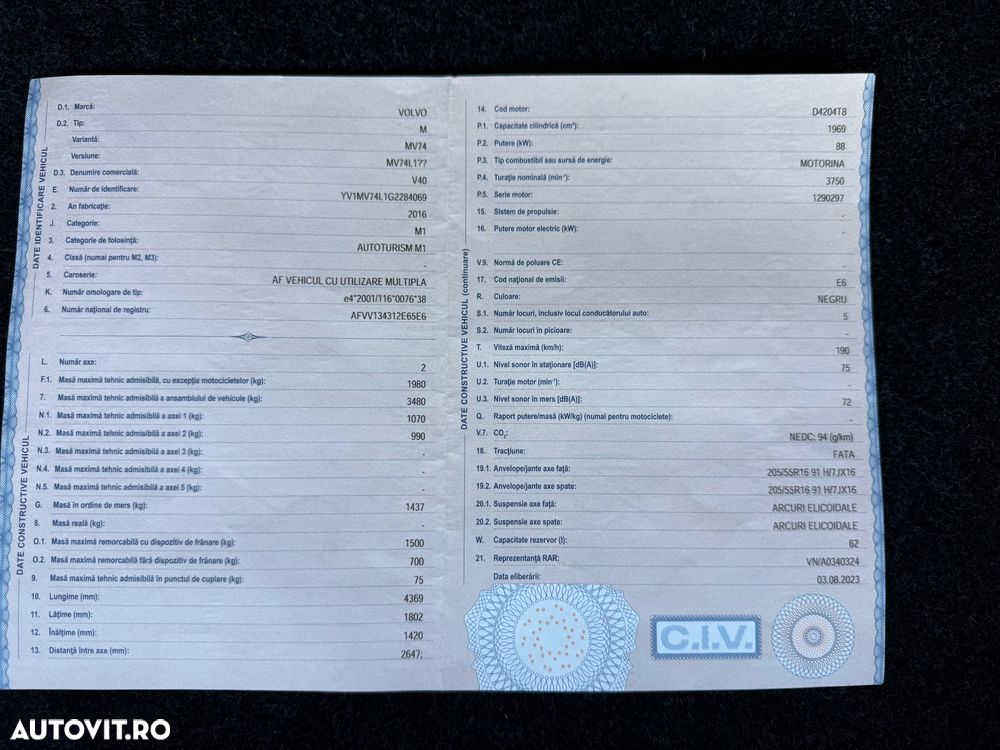 DATE IDENTIFICARE VEHICUL
D.1. Marcă: VOLVO
D.2. Tip: M
Variantă: MV74
Versiune: MV74L1??
D.3. Denumire comercială: V40
E. Număr de identificare: YV1MV74L1G2284069
2. An fabricație: 2016
J. Categorie: M1
3. Categorie de folosință: AUTOTURISM M1
4. Clasă (numai pentru M2, M3): -
5. Caroserie: AF VEHICUL CU UTILIZARE MULTIPLA
K. Număr omologare de tip: e4*2001/116*0076*38
6. Număr național de registru: AFVV134312E65E6
DATE CONSTRUCTIVE VEHICUL
L. Număr axe: 2
F.1. Masă maximă tehnic admisibilă, cu excepția motocicletelor (kg): 1980
7. Masă maximă tehnic admisibilă a ansamblului de vehicule (kg): 3480
N.1. Masă maximă tehnic admisibilă a axei 1 (kg): 1070
N.2. Masă maximă tehnic admisibilă a axei 2 (kg): 990
N.3. Masă maximă tehnic admisibilă a axei 3 (kg): -
N.4. Masă maximă tehnic admisibilă a axei 4 (kg): -
N.5. Masă maximă tehnic admisibilă a axei 5 (kg): -
G. Masă în ordine de mers (kg): 1437
8. Masă reală (kg): -
O.1. Masă maximă remorcabilă cu dispozitiv de frânare (kg): 1500
O.2. Masă maximă remorcabilă fără dispozitiv de frânare (kg): 700
9. Masă maximă tehnic admisibilă în punctul de cuplare (kg): 75
10. Lungime (mm): 4369
11. Lățime (mm): 1802
12. Înălțime (mm): 1420
13. Distanță între axe (mm): 2647;
DATE CONSTRUCTIVE VEHICUL (continuare)
14. Cod motor: D4204T8
P.1. Capacitate cilindrică (cm³): 1969
P.2. Putere (kW): 88
P.3. Tip combustibil sau sursă de energie: MOTORINA
P.4. Turație nominală (min⁻¹): 3750
P.5. Serie motor: 1290297
15. Sistem de propulsie: -
16. Putere motor electric (kW): -
V.9. Normă de poluare CE: -
17. Cod național de emisii: E6
R. Culoare: NEGRU
S.1. Număr locuri, inclusiv locul conducătorului auto: 5
S.2. Număr locuri în picioare: -
T. Viteză maximă (km/h): 190
U.1. Nivel sonor în staționare [dB(A)]: 75
U.2. Turație motor (min⁻¹): -
U.3. Nivel sonor în mers [dB(A)]: 72
Q. Raport putere/masă (kW/kg) (numai pentru motociclete): -
V.7. CO₂: NEDC: 94 (g/km)
18. Tracțiune: FATA
19.1. Anvelope/jante axe față: 205/55R16 91 H/7JX16
19.2. Anvelope/jante axe spate: 205/55R16 91 H/7JX16
20.1. Suspensie axe față: ARCURI ELICOIDALE
20.2. Suspensie axe spate: ARCURI ELICOIDALE
W. Capacitate rezervor (l): 62
21. Reprezentanță RAR: VN/A0340324
Data eliberării: 03.08.2023
C.I.V.
AUTOVIT.RO